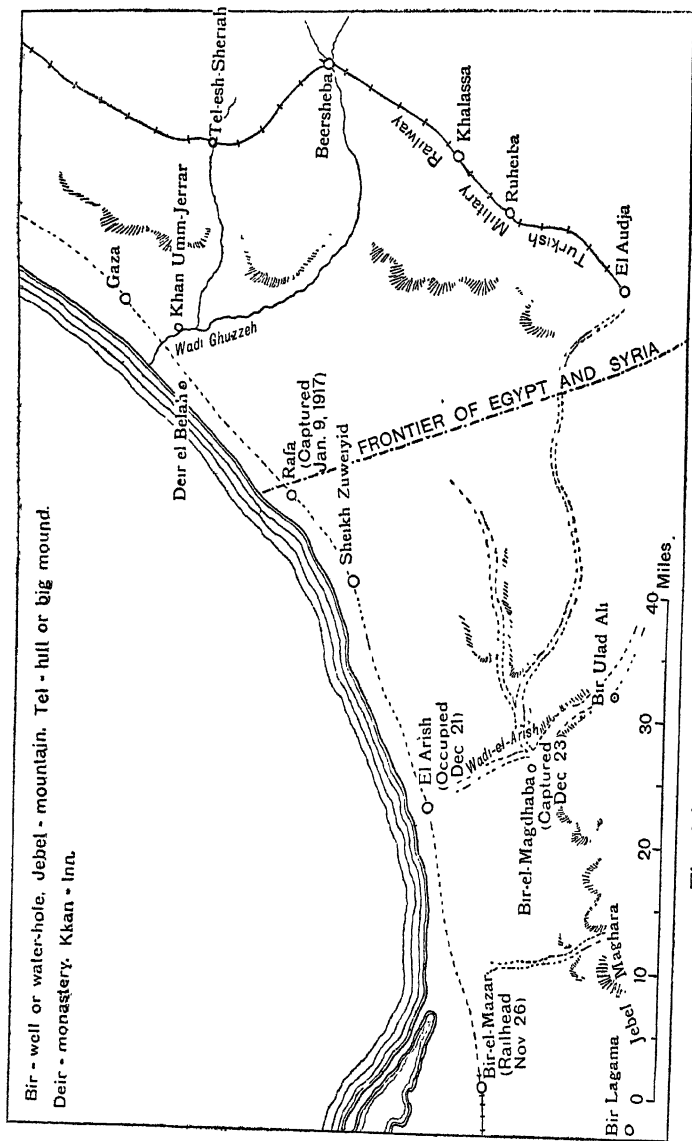 Bir - well or water-hole. Jebel - mountain. Tel - hill or big mound.
Deir - monastery. Kkan - Inn.
Tel-esh-Sheriah
Beersheba
Gaza
Khan Umm-Jerrar
Wadi Ghuzzeh
Deir el Belah
Khalassa
Ruheiba
Turkish Military Railway
El Audja
Rafa
(Captured
Jan. 9, 1917)
FRONTIER OF EGYPT AND SYRIA
Sheikh Zuweiyid
El Arish
(Occupied
Dec 21)
Wadi-el-Arish
Bir-el-Magdhaba
(Captured
Dec 23
Bir Ulad Ali
Bir-el-Mazar
(Railhead
Nov 26)
Jebel Maghara
Bir Lagama
0 10 20 30 40 Miles.